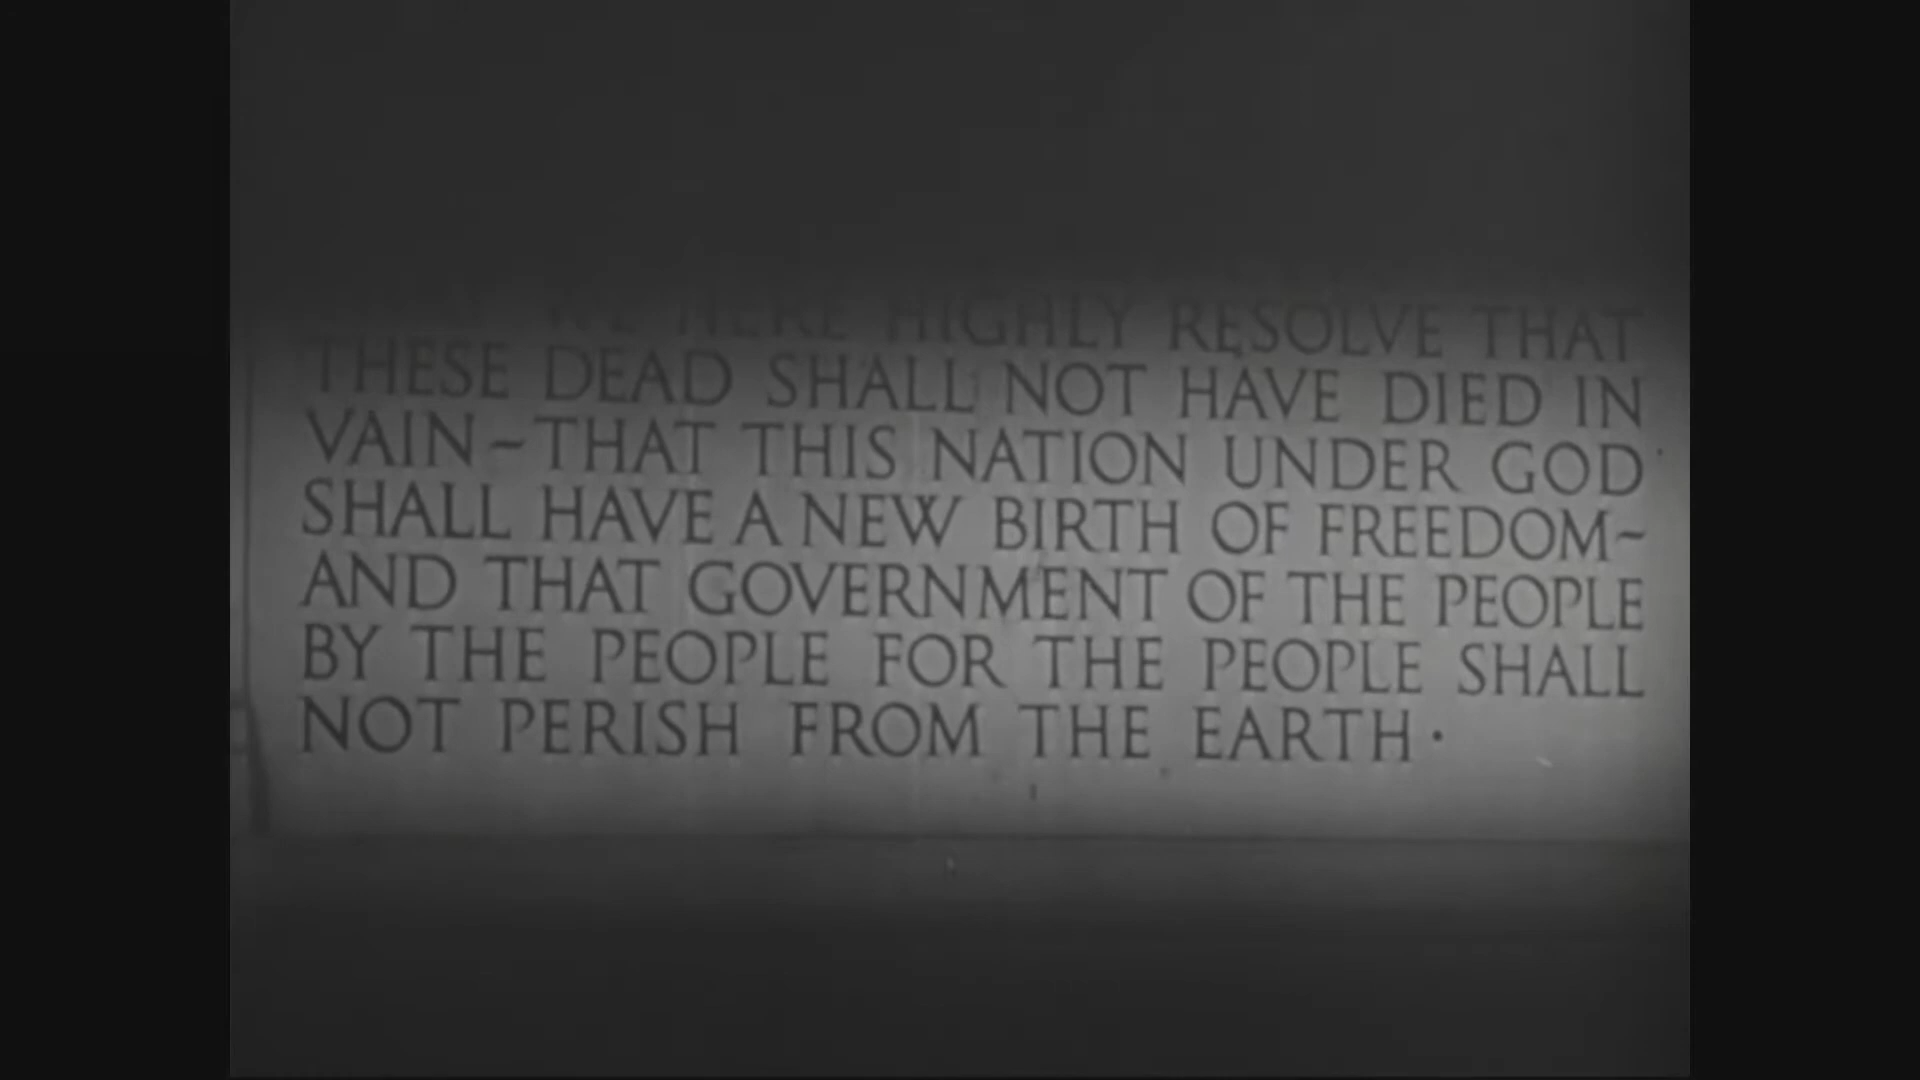 WE HERE HIGHLY RESOLVE THAT
THESE DEAD SHALL NOT HAVE DIED IN
VAIN~THAT THIS NATION UNDER GOD
SHALL HAVE A NEW BIRTH OF FREEDOM~
AND THAT GOVERNMENT OF THE PEOPLE
BY THE PEOPLE FOR THE PEOPLE SHALL
NOT PERISH FROM THE EARTH·